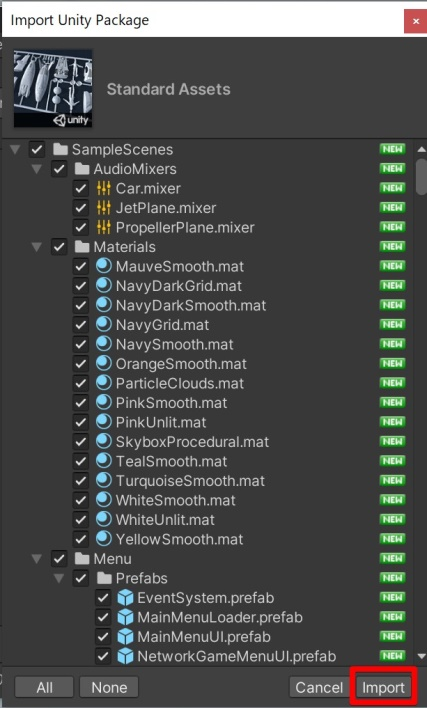 Import Unity Package
×
unity
Standard Assets
SampleScenes NEW
AudioMixers NEW
Car.mixer NEW
JetPlane.mixer NEW
PropellerPlane.mixer NEW
Materials NEW
MauveSmooth.mat NEW
NavyDarkGrid.mat NEW
NavyDarkSmooth.mat NEW
NavyGrid.mat NEW
NavySmooth.mat NEW
OrangeSmooth.mat NEW
ParticleClouds.mat NEW
PinkSmooth.mat NEW
PinkUnlit.mat NEW
SkyboxProcedural.mat NEW
TealSmooth.mat NEW
TurquoiseSmooth.mat NEW
WhiteSmooth.mat NEW
WhiteUnlit.mat NEW
YellowSmooth.mat NEW
Menu NEW
Prefabs NEW
EventSystem.prefab NEW
MainMenuLoader.prefab NEW
MainMenuUI.prefab NEW
NetworkGameMenuUI.prefab NEW
All None Cancel Import